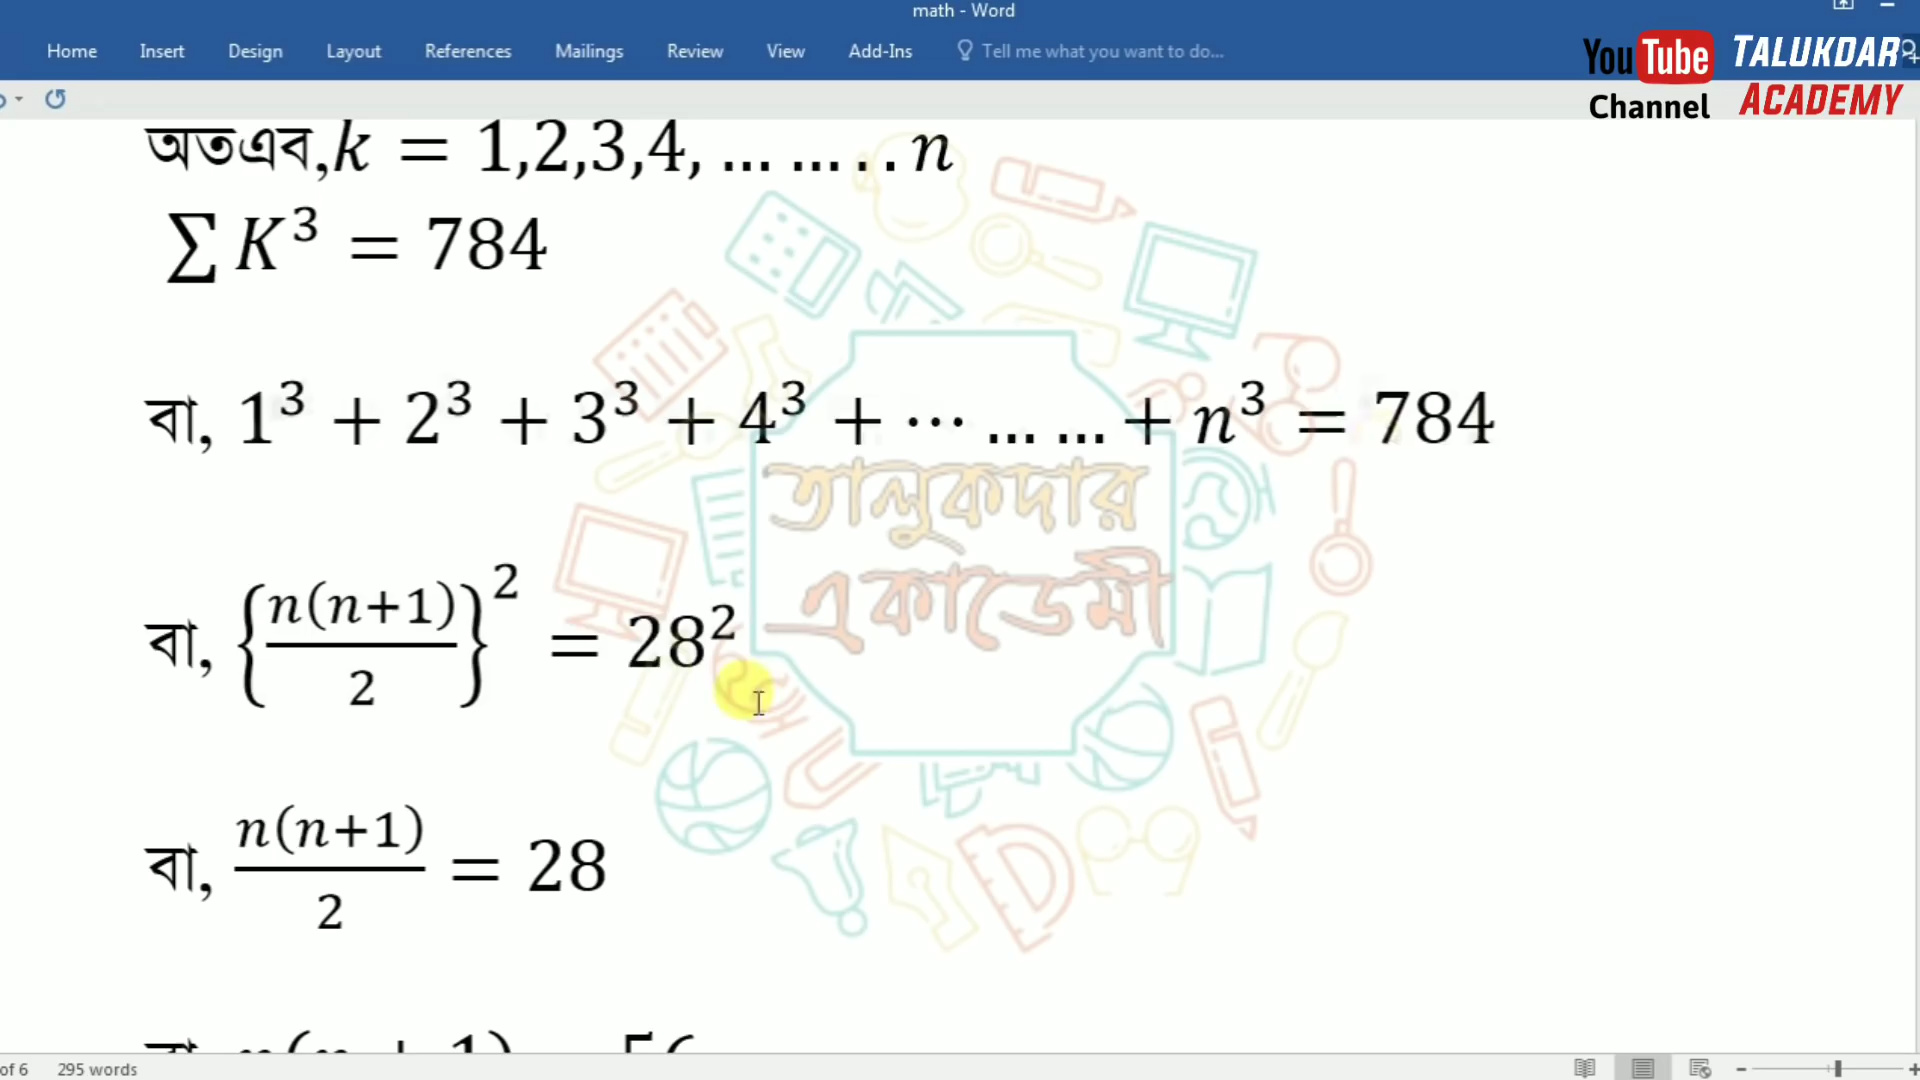 math - Word
Home Insert Design Layout References Mailings Review View Add-Ins Tell me what you want to do...
YouTube Channel
TALUKDAR ACADEMY
অতএব, k = 1,2,3,4, … … . . n
∑ K³ = 784
বা, 1³ + 2³ + 3³ + 4³ + ⋯ … … + n³ = 784
বা, {n(n+1)/2}² = 28²
বা, n(n+1)/2 = 28
তালুকদার
একাডেমী
বা, n(n + 1) = 56
of 6 295 words